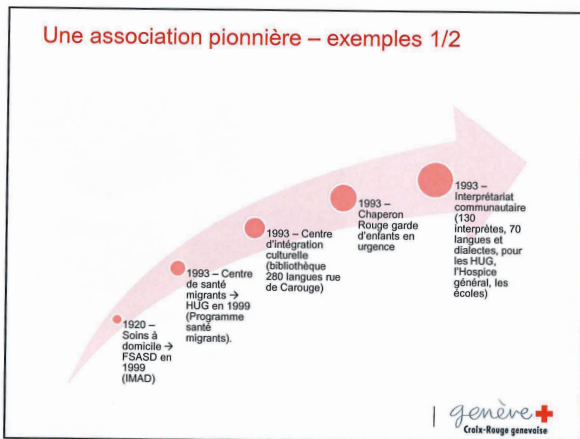 Une association pionnière – exemples 1/2
1920 –
Soins à
domicile →
FSASD en
1999
(IMAD)
1993 – Centre
de santé
migrants →
HUG en 1999
(Programme
santé
migrants).
1993 – Centre
d'intégration
culturelle
(bibliothèque
280 langues rue
de Carouge)
1993 –
Chaperon
Rouge garde
d'enfants en
urgence
1993 –
Interprétariat
communautaire
(130
interprètes, 70
langues et
dialectes, pour
les HUG,
l'Hospice
général, les
écoles)
genève
Croix-Rouge genevoise